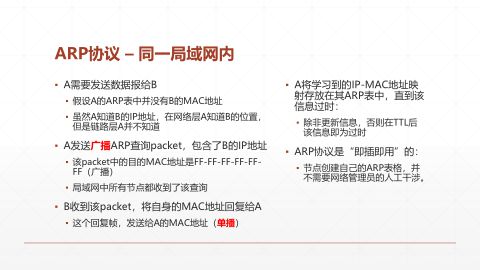 ARP协议 – 同一局域网内
▪ A需要发送数据报给B
▪ 假设A的ARP表中并没有B的MAC地址
▪ 虽然A知道B的IP地址，在网络层A知道B的位置，
但是链路层A并不知道
▪ A发送广播ARP查询packet，包含了B的IP地址
▪ 该packet中的目的MAC地址是FF-FF-FF-FF-FF-
FF（广播）
▪ 局域网中所有节点都收到了该查询
▪ B收到该packet，将自身的MAC地址回复给A
▪ 这个回复帧，发送给A的MAC地址（单播）
▪ A将学习到的IP-MAC地址映
射存放在其ARP表中，直到该
信息过时：
▪ 除非更新信息，否则在TTL后
该信息即为过时
▪ ARP协议是“即插即用”的：
▪ 节点创建自己的ARP表格，并
不需要网络管理员的人工干涉。